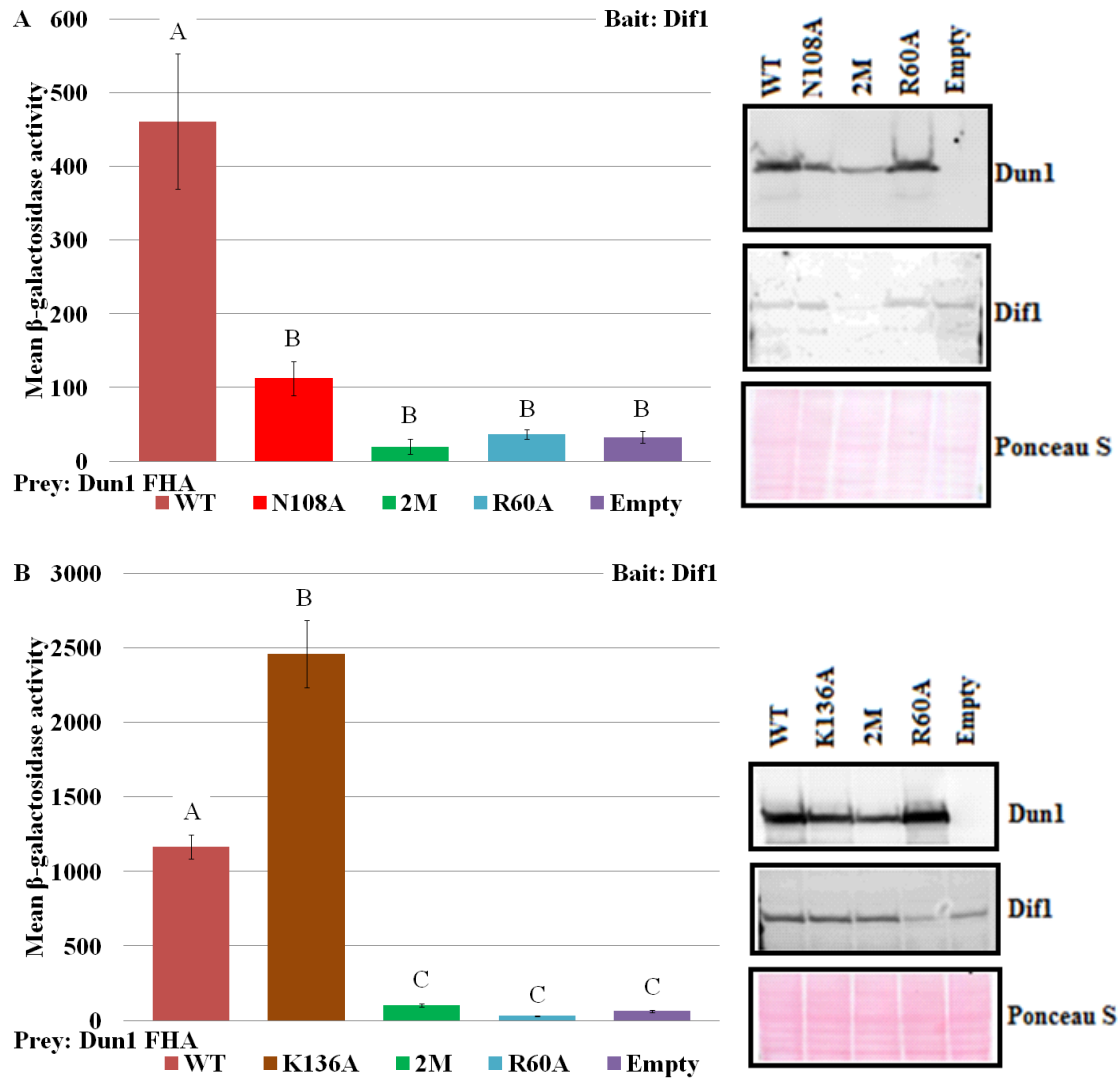 A
Bait: Dif1
600
500
400
300
200
100
0
Mean β-galactosidase activity
A
B
B
B
B
Prey: Dun1 FHA
WT N108A 2M R60A Empty
WT N108A 2M R60A Empty
Dun1
Dif1
Ponceau S
B
Bait: Dif1
3000
2500
2000
1500
1000
500
0
Mean β-galactosidase activity
A
B
C
C
C
Prey: Dun1 FHA
WT K136A 2M R60A Empty
WT K136A 2M R60A Empty
Dun1
Dif1
Ponceau S